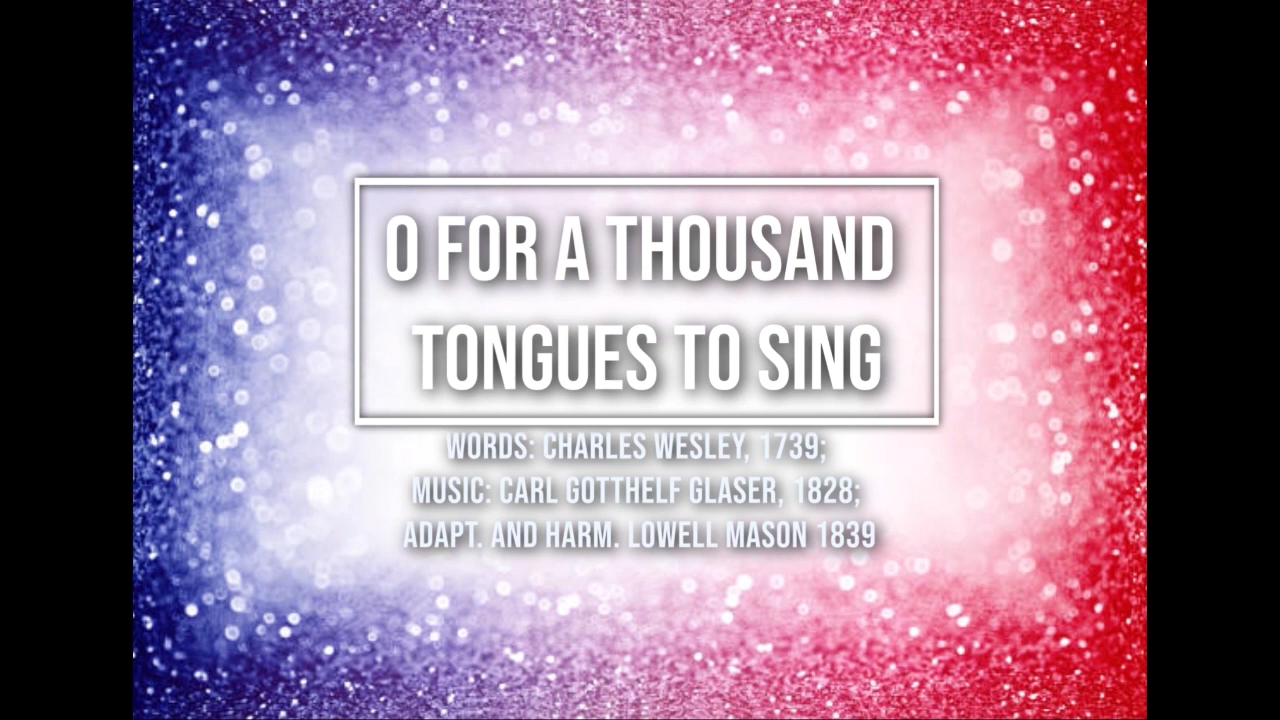 O FOR A THOUSAND
TONGUES TO SING
WORDS: CHARLES WESLEY, 1739;
MUSIC: CARL GOTTHELF GLASER, 1828;
ADAPT. AND HARM. LOWELL MASON 1839